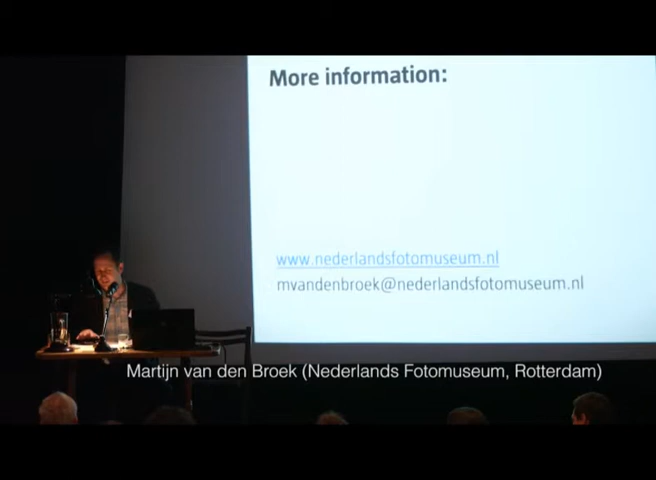 More information:
www.nederlandsfotomuseum.nl
mvandenbroek@nederlandsfotomuseum.nl
Martijn van den Broek (Nederlands Fotomuseum, Rotterdam)